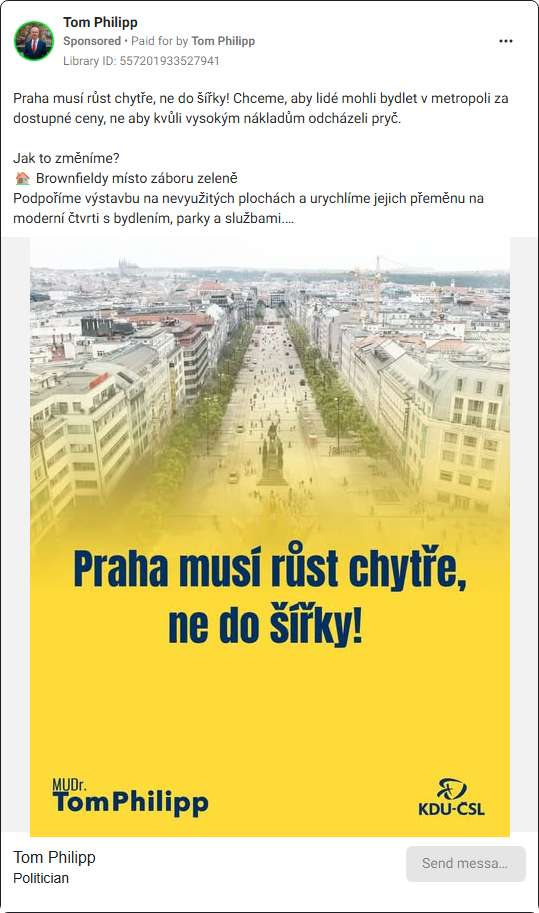 Tom Philipp
Sponsored • Paid for by Tom Philipp
Library ID: 557201933527941
Praha musí růst chytře, ne do šířky! Chceme, aby lidé mohli bydlet v metropoli za
dostupné ceny, ne aby kvůli vysokým nákladům odcházeli pryč.
Jak to změníme?
🏠 Brownfieldy místo záboru zeleně
Podpoříme výstavbu na nevyužitých plochách a urychlíme jejich přeměnu na
moderní čtvrti s bydlením, parky a službami....
Praha musí růst chytře,
ne do šířky!
MUDr.
TomPhilipp
KDU-ČSL
Tom Philipp
Politician
Send messa...